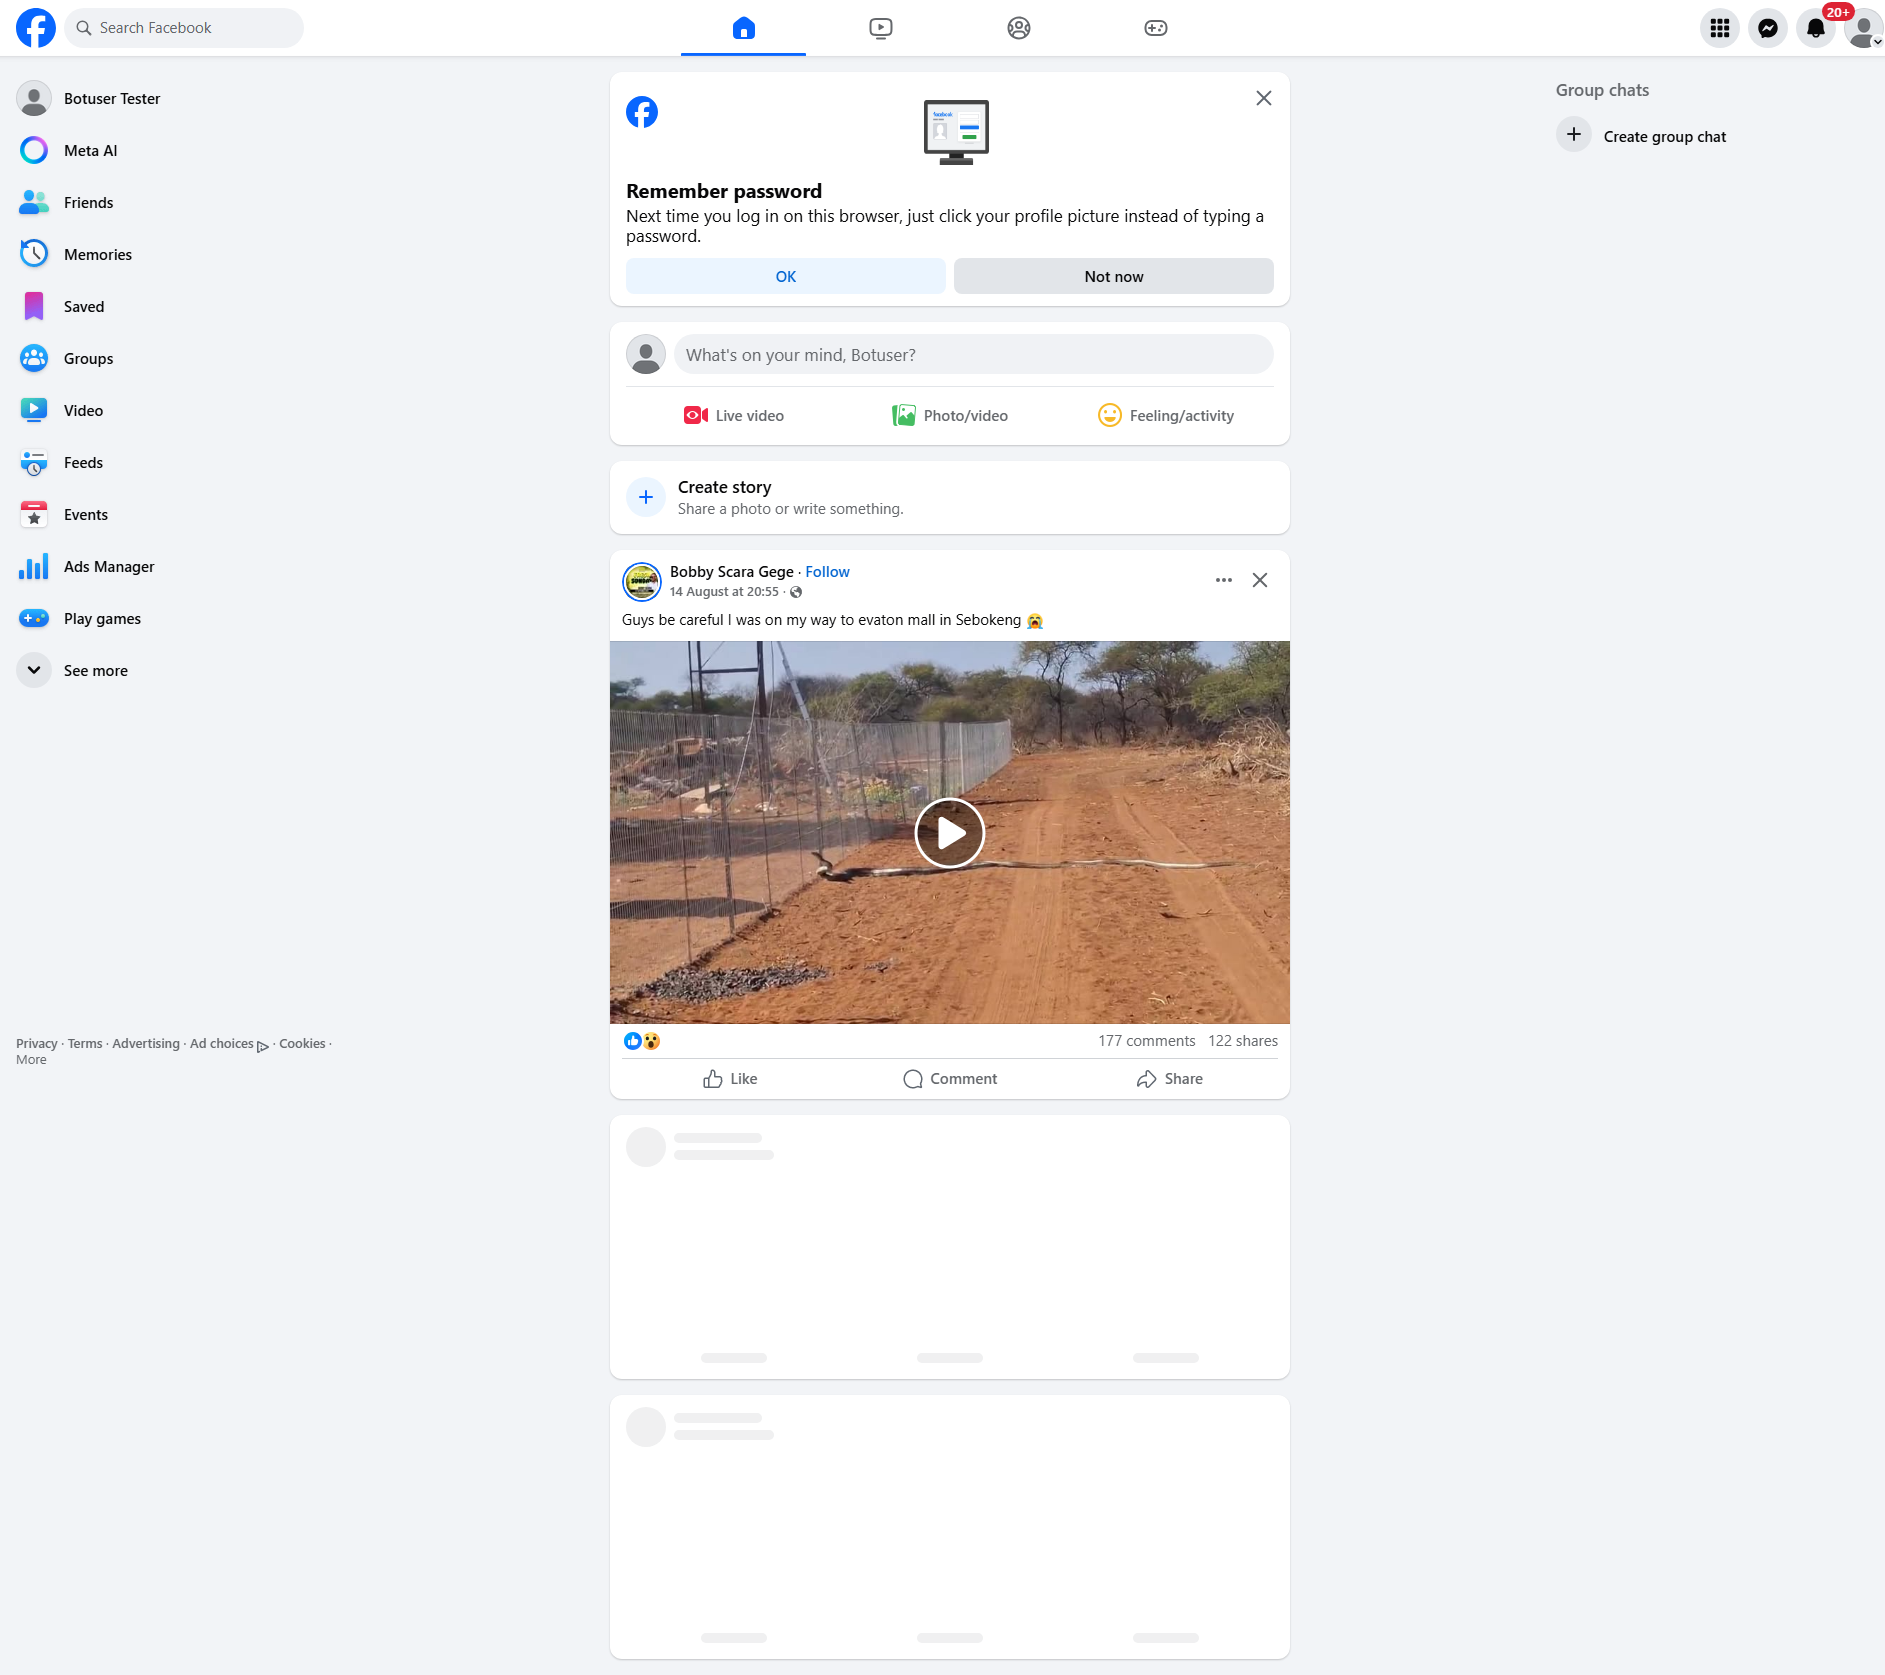 Search Facebook
20+
Botuser Tester
Meta AI
Friends
Memories
Saved
Groups
Video
Feeds
Events
Ads Manager
Play games
See more
Privacy · Terms · Advertising · Ad choices · Cookies ·
More
facebook
Remember password
Next time you log in on this browser, just click your profile picture instead of typing a
password.
OK
Not now
What's on your mind, Botuser?
Live video
Photo/video
Feeling/activity
Create story
Share a photo or write something.
Bobby Scara Gege · Follow
14 August at 20:55 ·
Guys be careful I was on my way to evaton mall in Sebokeng 😭
177 comments 122 shares
Like
Comment
Share
Group chats
Create group chat